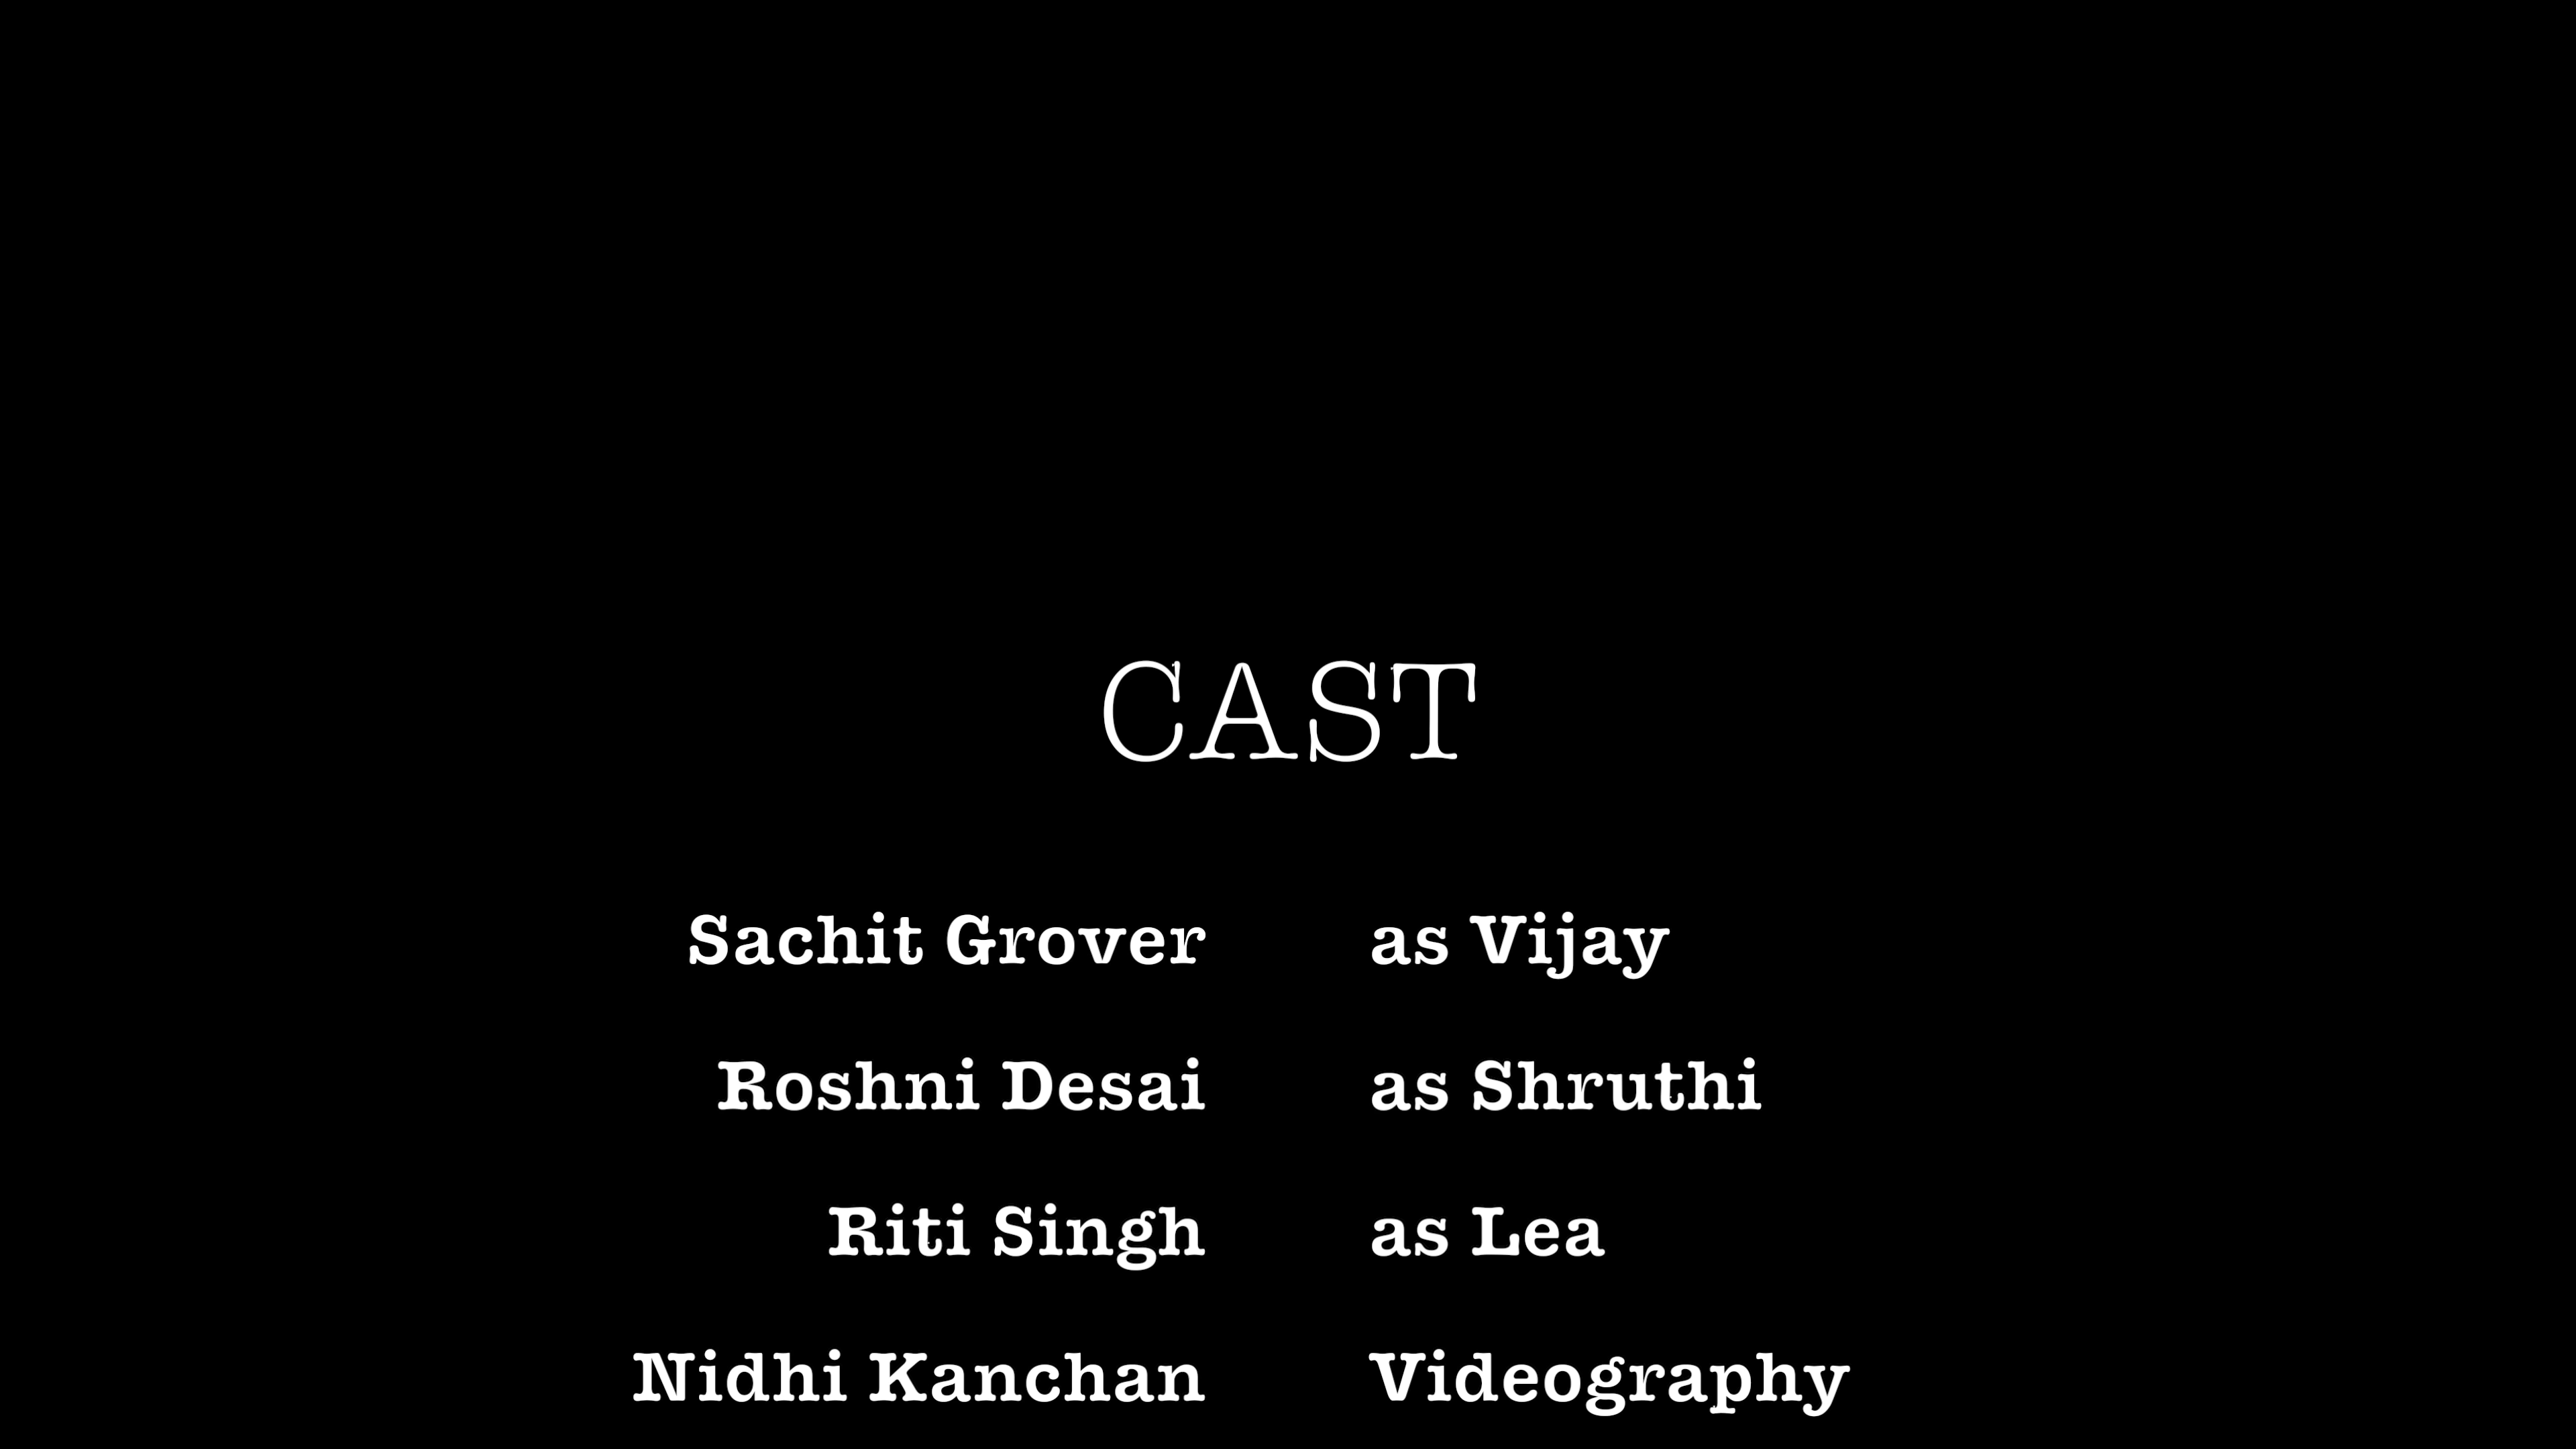 CAST
Sachit Grover as Vijay
Roshni Desai as Shruthi
Riti Singh as Lea
Nidhi Kanchan Videography